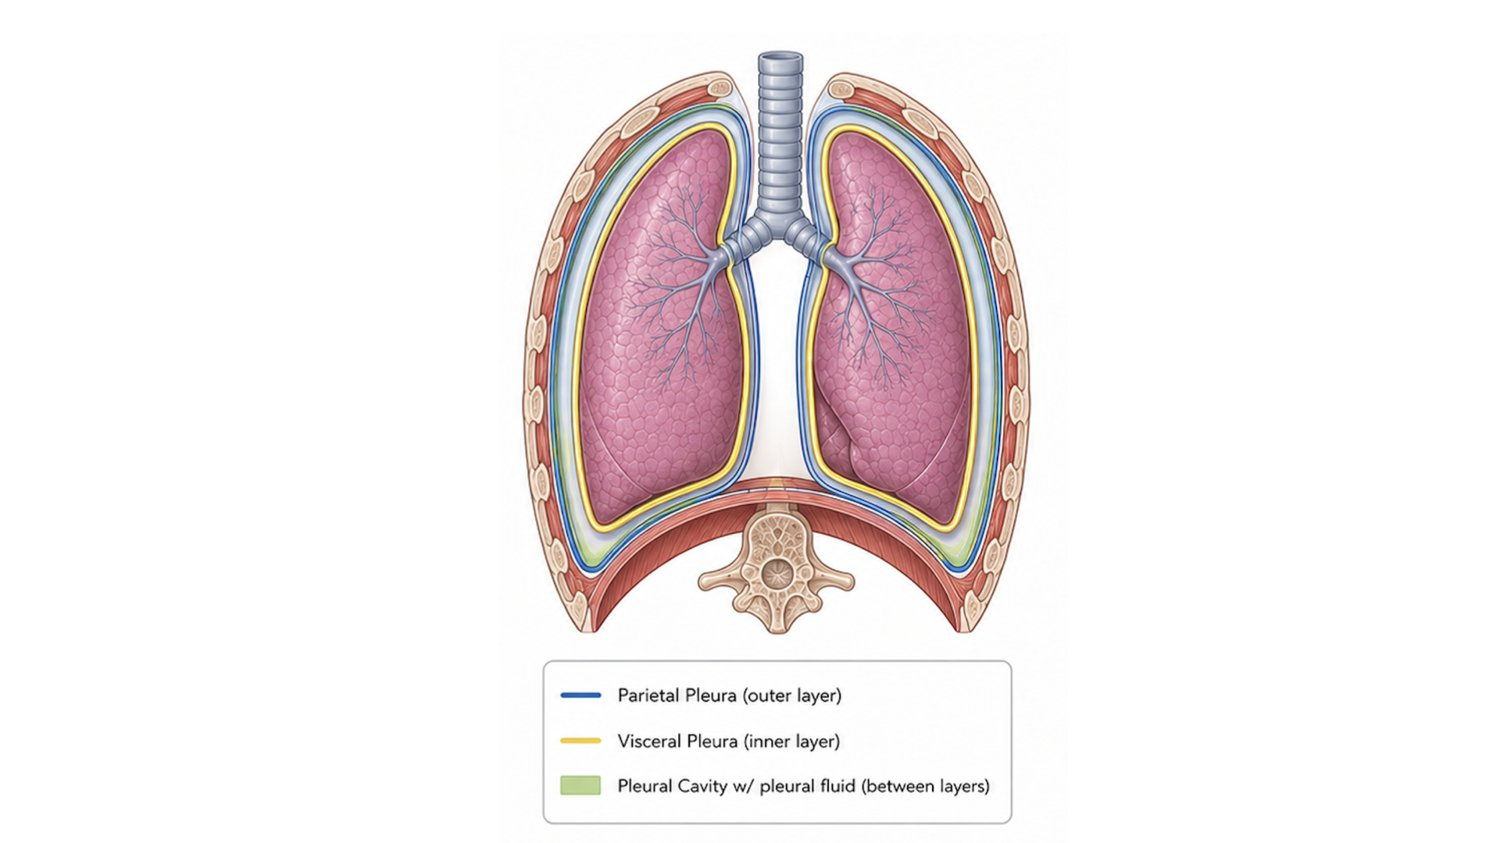 Parietal Pleura (outer layer)
Visceral Pleura (inner layer)
Pleural Cavity w/ pleural fluid (between layers)